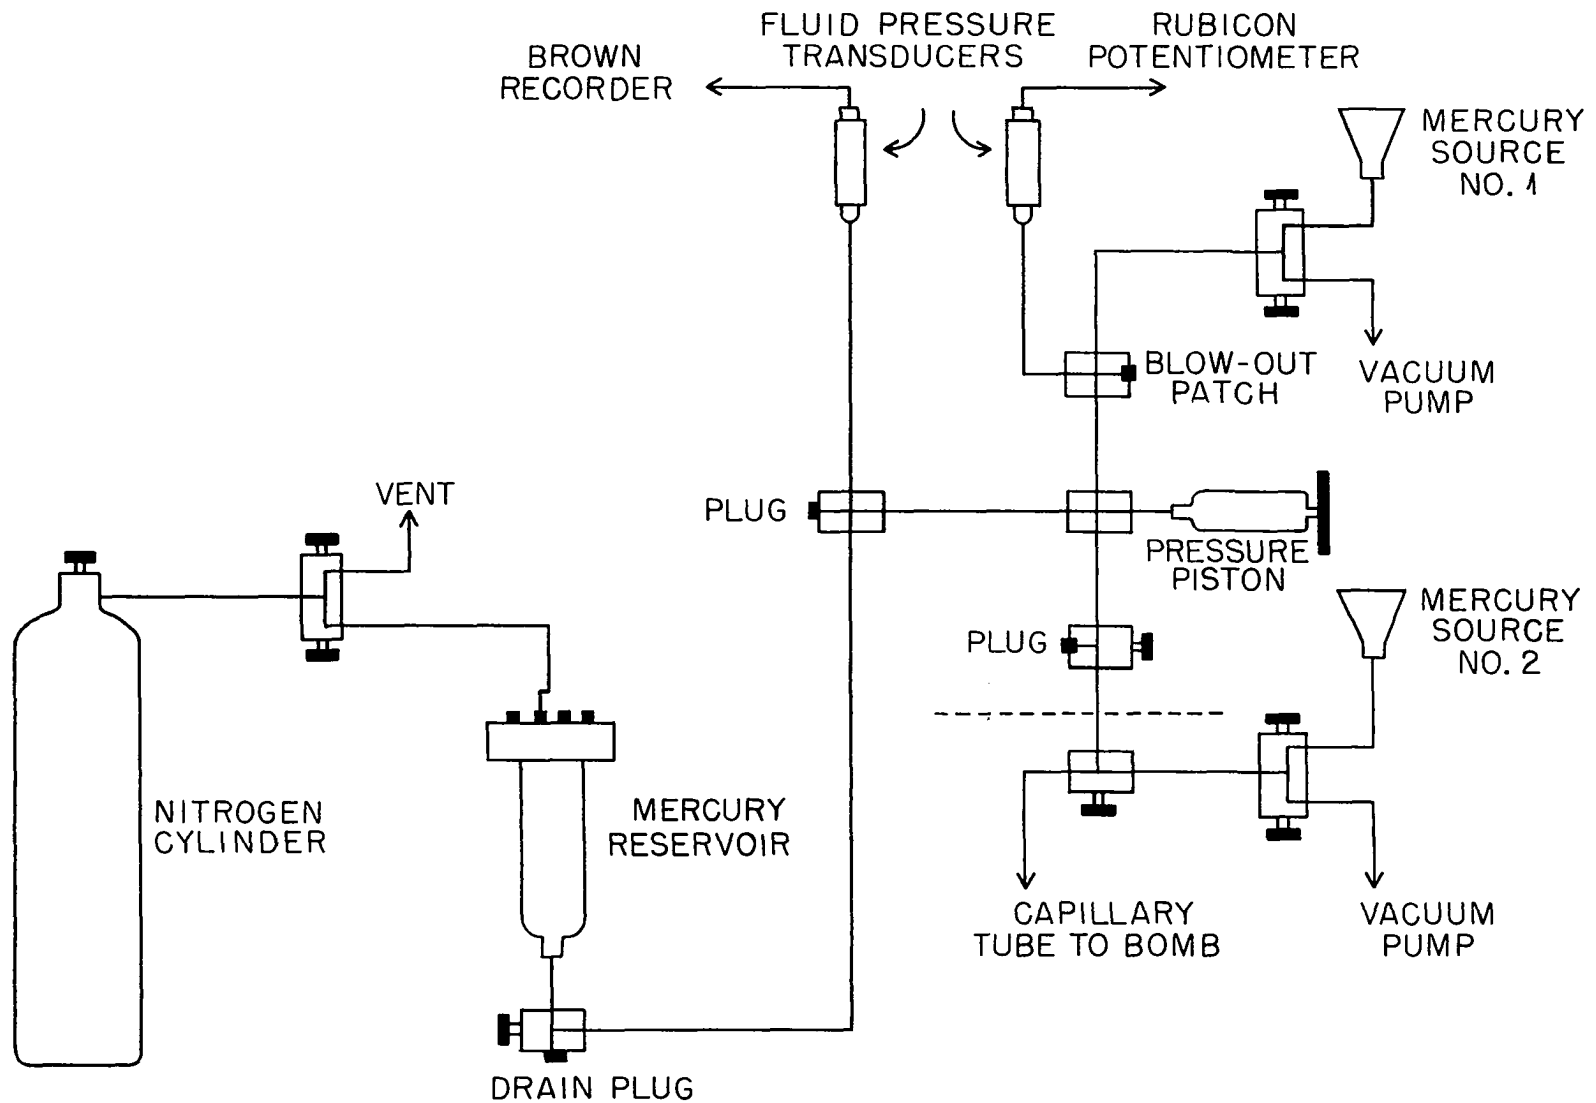 FLUID PRESSURE
TRANSDUCERS
RUBICON
POTENTIOMETER
BROWN
RECORDER
MERCURY
SOURCE
NO. 1
BLOW-OUT
PATCH
VACUUM
PUMP
VENT
PLUG
PRESSURE
PISTON
MERCURY
SOURCE
NO. 2
PLUG
NITROGEN
CYLINDER
MERCURY
RESERVOIR
CAPILLARY
TUBE TO BOMB
VACUUM
PUMP
DRAIN PLUG